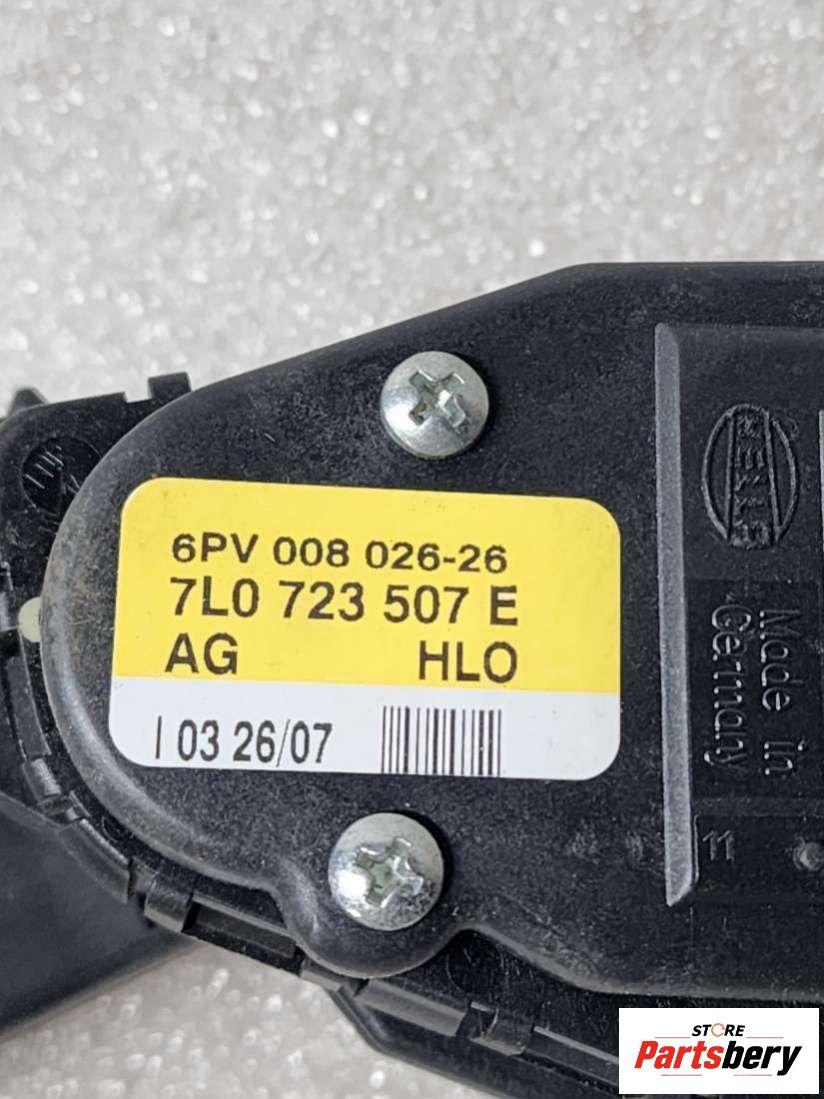 6PV 008 026-26
7L0 723 507 E
AG HLO
I 03 26/07
HELLA
Made in
Germany
11
STORE
Partsbery